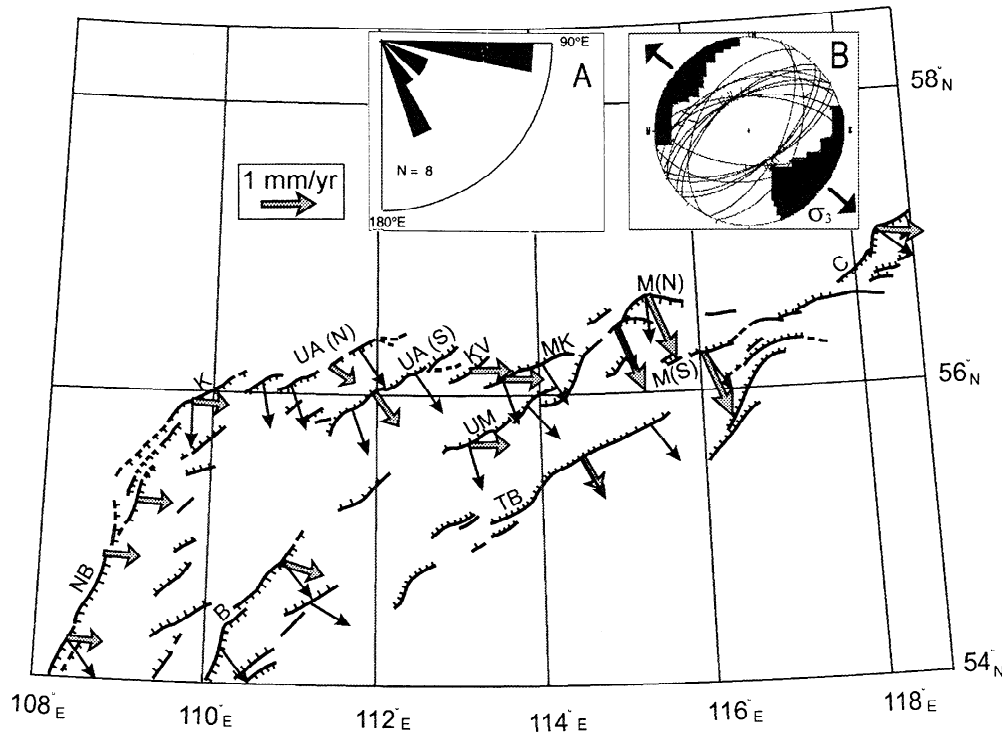 90°E
A
N = 8
180°E
B
σ3
58°N
1 mm/yr
C
M(N)
UA (N)
UA (S)
KV
MK
M(S)
56°N
K
UM
TB
NB
B
54°N
108°E
110°E
112°E
114°E
116°E
118°E